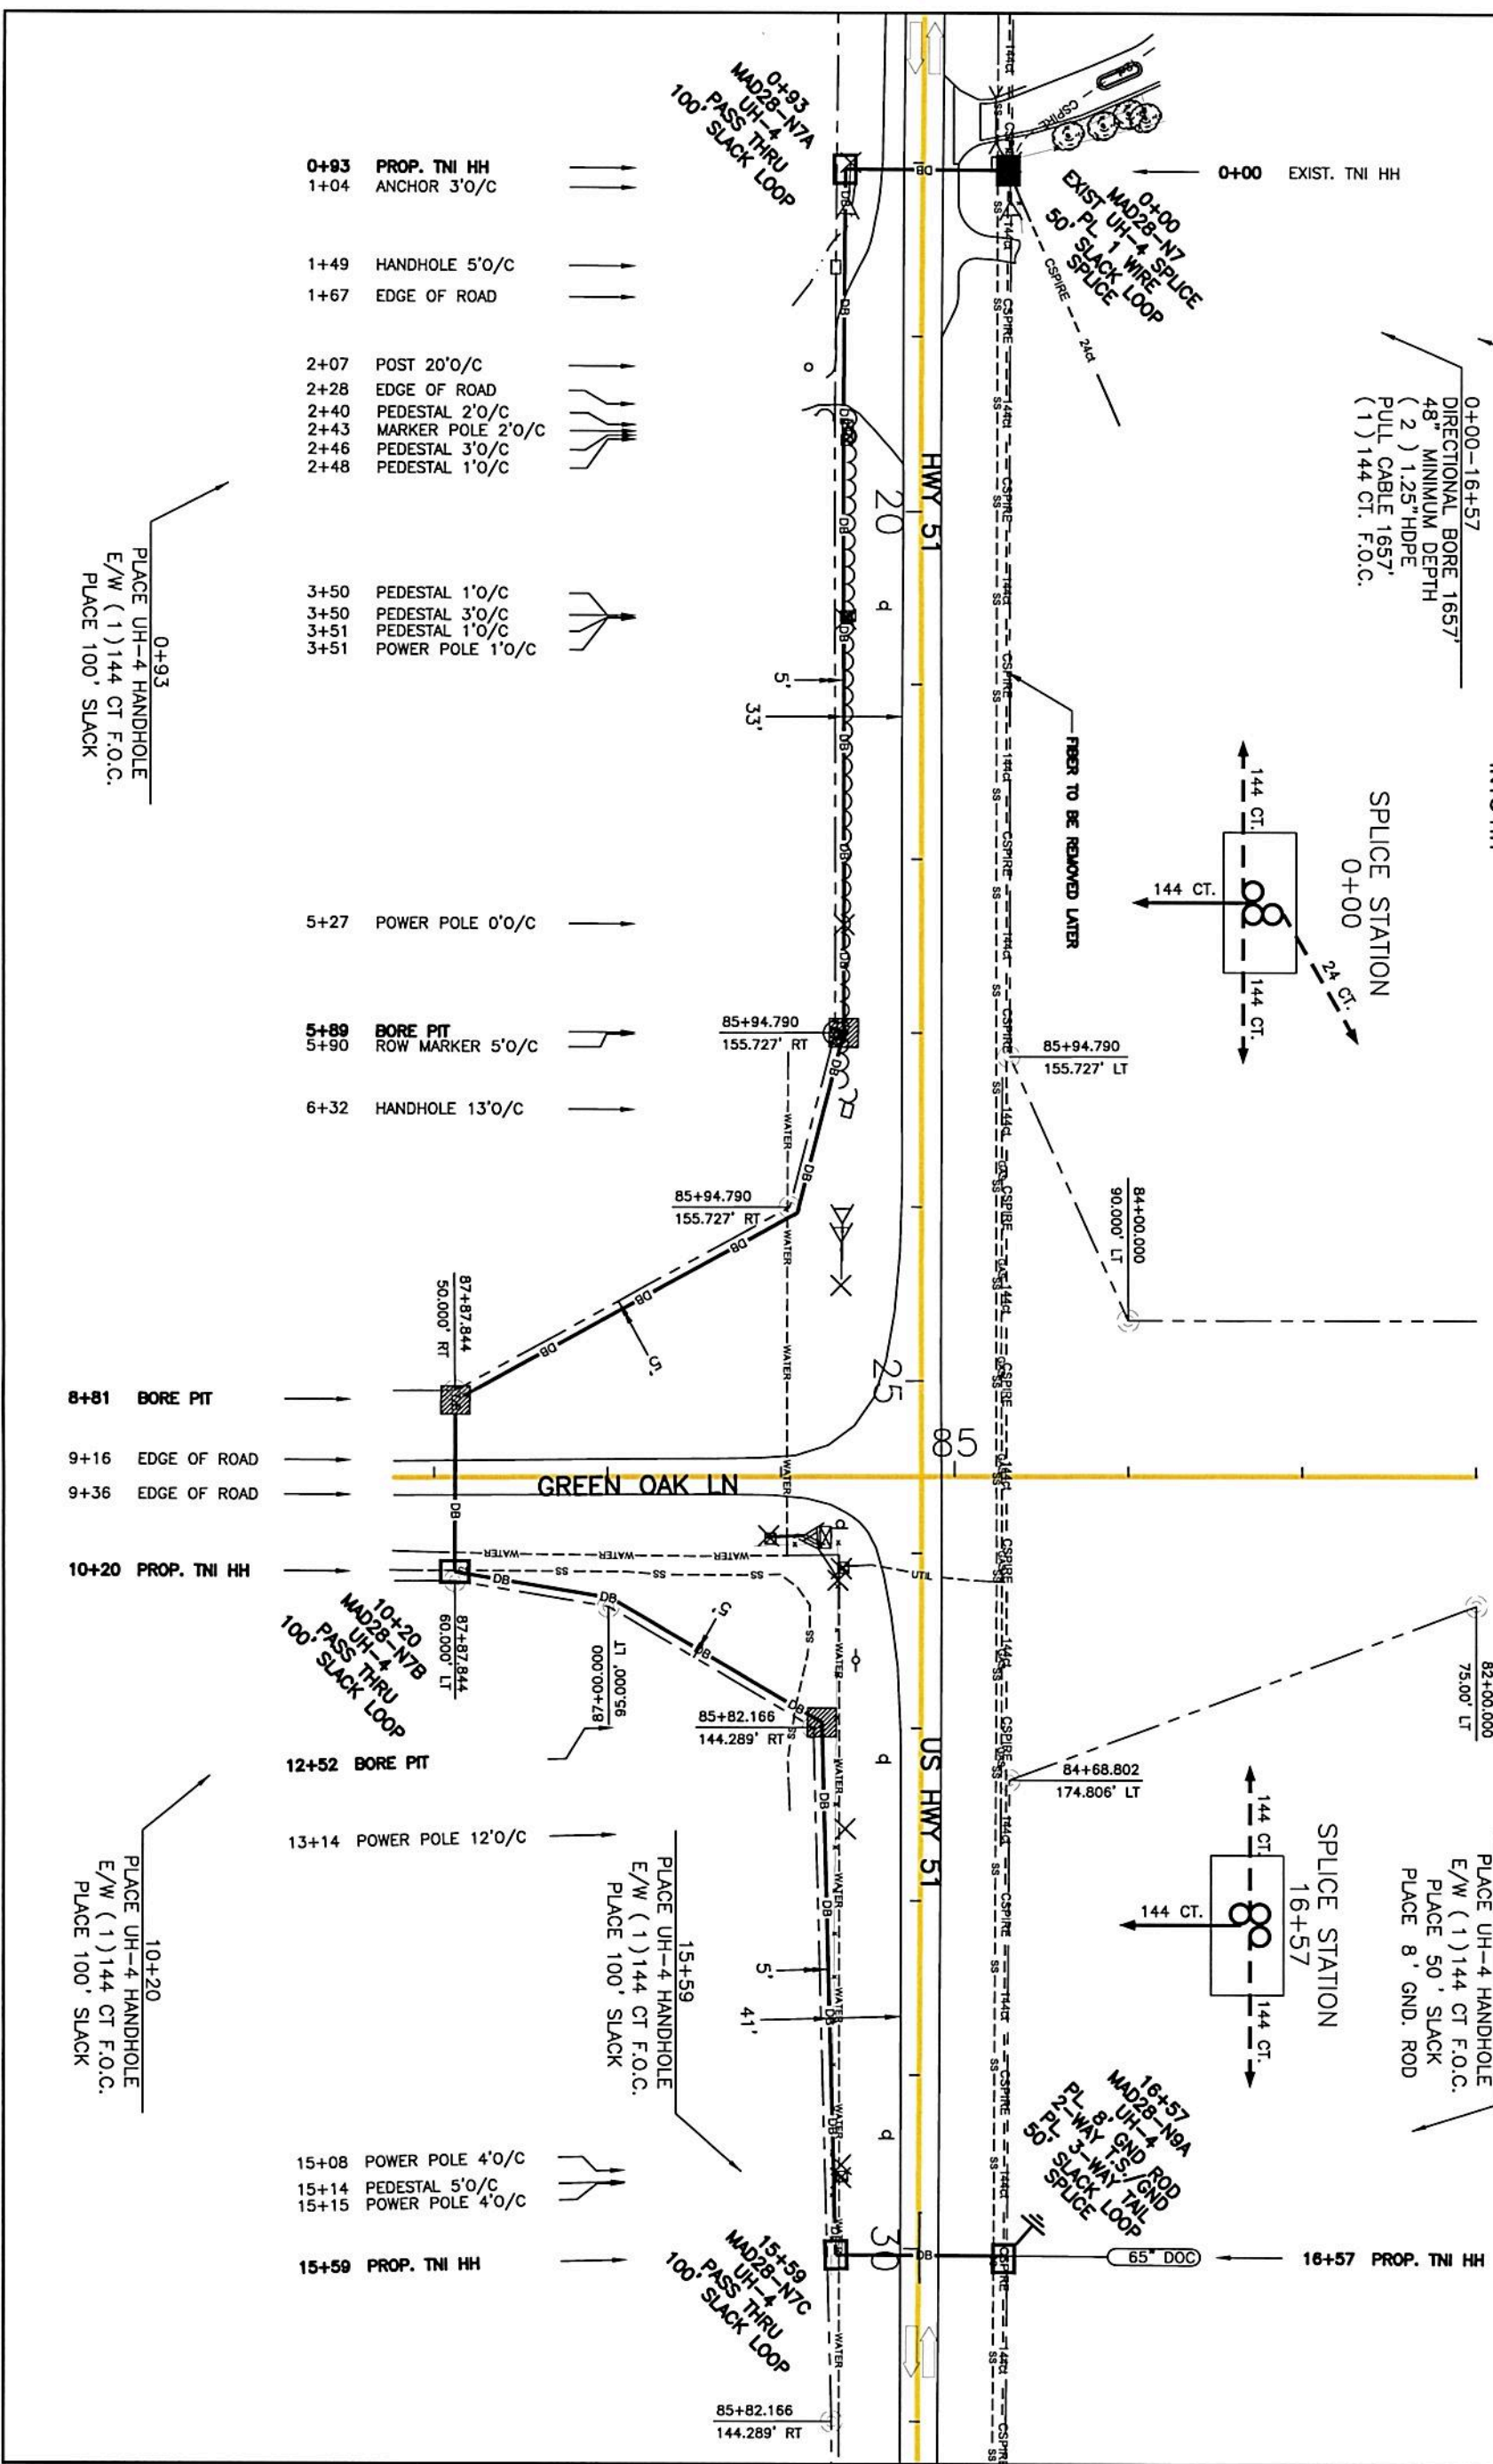 0+93 PROP. TNI HH
1+04 ANCHOR 3'O/C
1+49 HANDHOLE 5'O/C
1+67 EDGE OF ROAD
2+07 POST 20'O/C
2+28 EDGE OF ROAD
2+40 PEDESTAL 2'O/C
2+43 MARKER POLE 2'O/C
2+46 PEDESTAL 3'O/C
2+48 PEDESTAL 1'O/C
3+50 PEDESTAL 1'O/C
3+50 PEDESTAL 3'O/C
3+51 PEDESTAL 1'O/C
3+51 POWER POLE 1'O/C
5+27 POWER POLE 0'O/C
5+89 BORE PIT
5+90 ROW MARKER 5'O/C
6+32 HANDHOLE 13'O/C
8+81 BORE PIT
9+16 EDGE OF ROAD
9+36 EDGE OF ROAD
10+20 PROP. TNI HH
12+52 BORE PIT
13+14 POWER POLE 12'O/C
15+08 POWER POLE 4'O/C
15+14 PEDESTAL 5'O/C
15+15 POWER POLE 4'O/C
15+59 PROP. TNI HH
0+93
PLACE UH-4 HANDHOLE
E/W ( 1 )144 CT F.O.C.
PLACE 100' SLACK
10+20
PLACE UH-4 HANDHOLE
E/W ( 1 )144 CT F.O.C.
PLACE 100' SLACK
15+59
PLACE UH-4 HANDHOLE
E/W ( 1 )144 CT F.O.C.
PLACE 100' SLACK
0+93
MAD28-N7A
UH-4
PASS THRU
100' SLACK LOOP
0+00 EXIST. TNI HH
0+00
MAD28-N7
EXIST UH-4 SPLICE
PL. 1 WIRE
50' SLACK LOOP
SPLICE
CSPIRE
CSPIRE 24ct
144ct
0+00-16+57
DIRECTIONAL BORE 1657'
48" MINIMUM DEPTH
( 2 ) 1.25"HDPE
PULL CABLE 1657'
( 1 ) 144 CT. F.O.C.
SPLICE STATION
0+00
144 CT.
144 CT.
144 CT.
24 CT.
FIBER TO BE REMOVED LATER
HWY 51
20
5'
33'
85+94.790
155.727' RT
85+94.790
155.727' LT
85+94.790
155.727' RT
84+00.000
90.000' LT
WATER
DB
SS
5'
87+87.844
50.000' RT
25
85
GREEN OAK LN
UTIL
87+87.844
60.000' LT
10+20
MAD28-N7B
UH-4
PASS THRU
100' SLACK LOOP
87+00.000
95.000' LT
5'
85+82.166
144.289' RT
US HWY 51
84+68.802
174.806' LT
82+00.000
75.00' LT
SPLICE STATION
16+57
144 CT.
144 CT.
144 CT.
PLACE UH-4 HANDHOLE
E/W ( 1 )144 CT F.O.C.
PLACE 50' SLACK
PLACE 8' GND. ROD
5'
41'
16+57
MAD28-N9A
UH-4
PL. 8' GND ROD
2-WAY T.S./GND
PL. 3-WAY TAIL
50' SLACK LOOP
SPLICE
30
65" DOC
16+57 PROP. TNI HH
15+59
MAD28-N7C
UH-4
PASS THRU
100' SLACK LOOP
85+82.166
144.289' RT